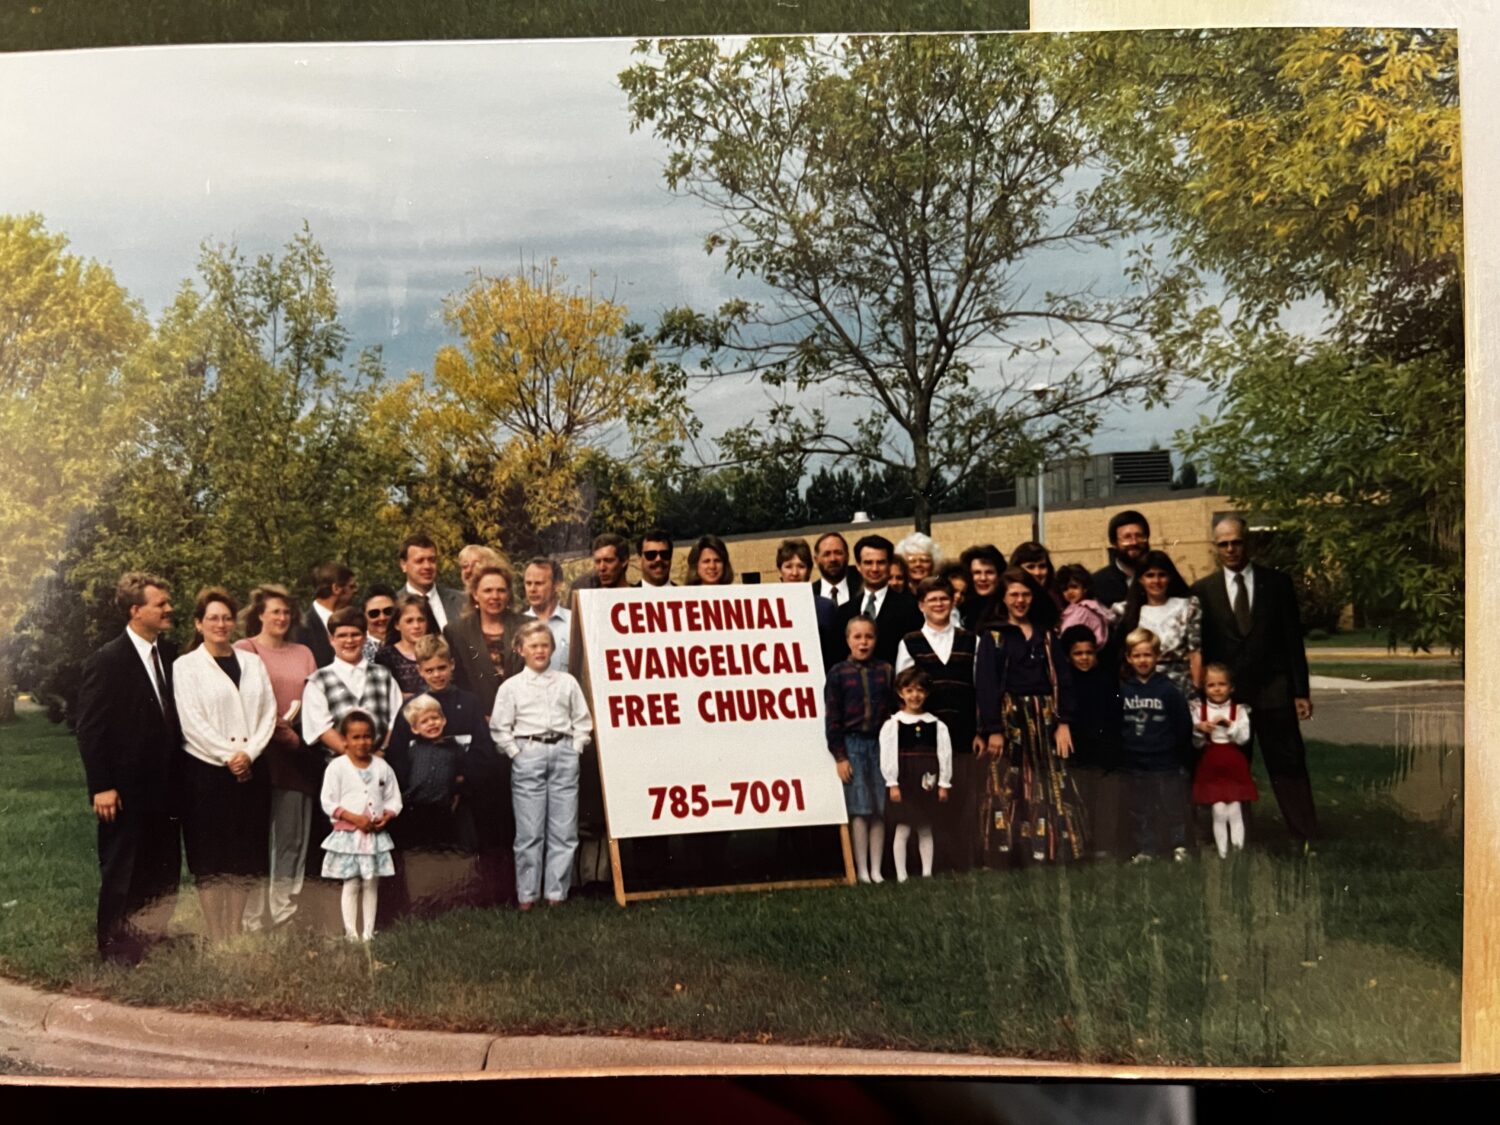 CENTENNIAL
EVANGELICAL
FREE CHURCH
785-7091